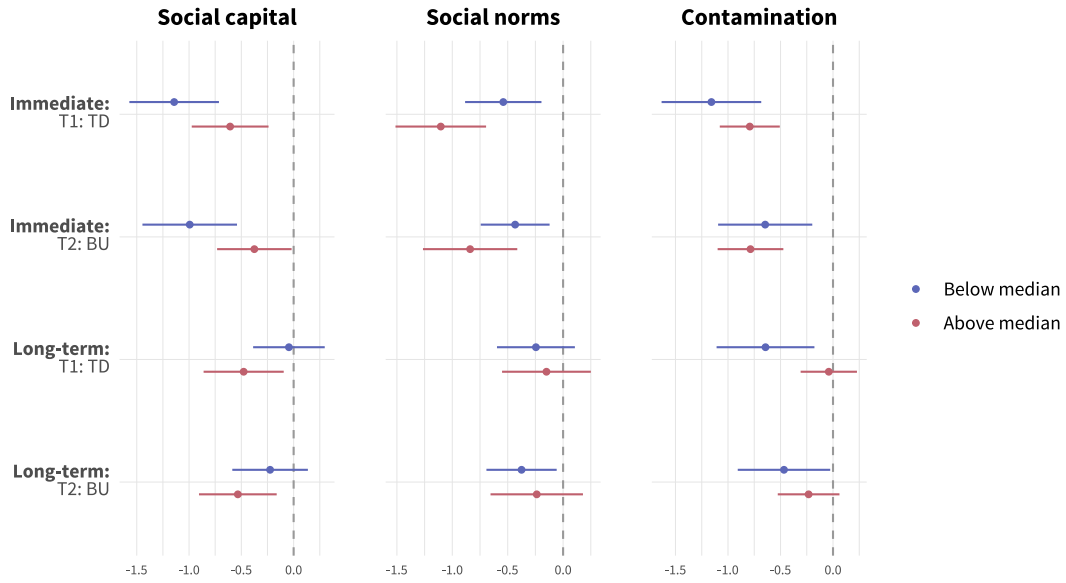 Social capital
Social norms
Contamination
Immediate:
T1: TD
Immediate:
T2: BU
Long-term:
T1: TD
Long-term:
T2: BU
Below median
Above median
-1.5 -1.0 -0.5 0.0
-1.5 -1.0 -0.5 0.0
-1.5 -1.0 -0.5 0.0